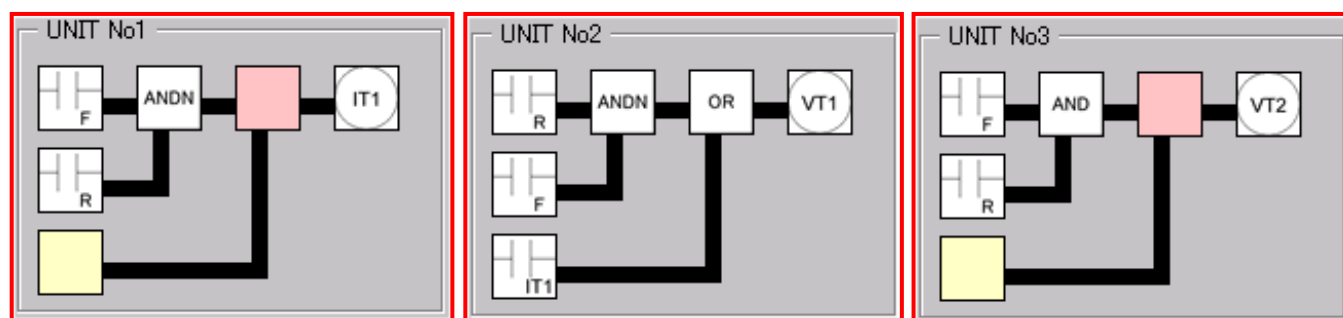 UNIT No1
F
ANDN
IT1
R
UNIT No2
R
ANDN
OR
VT1
F
IT1
UNIT No3
F
AND
VT2
R